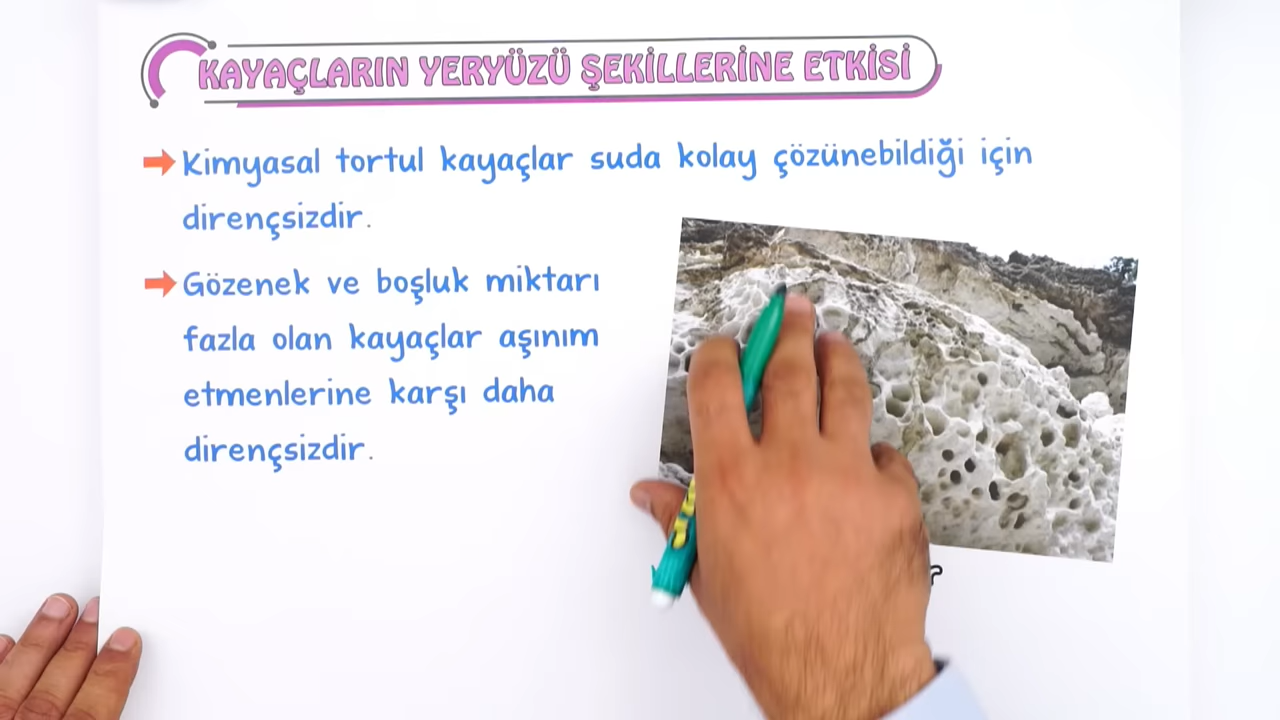 KAYAÇLARIN YERYÜZÜ ŞEKİLLERİNE ETKİSİ
Kimyasal tortul kayaçlar suda kolay çözünebildiği için
dirençsizdir.
Gözenek ve boşluk miktarı
fazla olan kayaçlar aşınım
etmenlerine karşı daha
dirençsizdir.